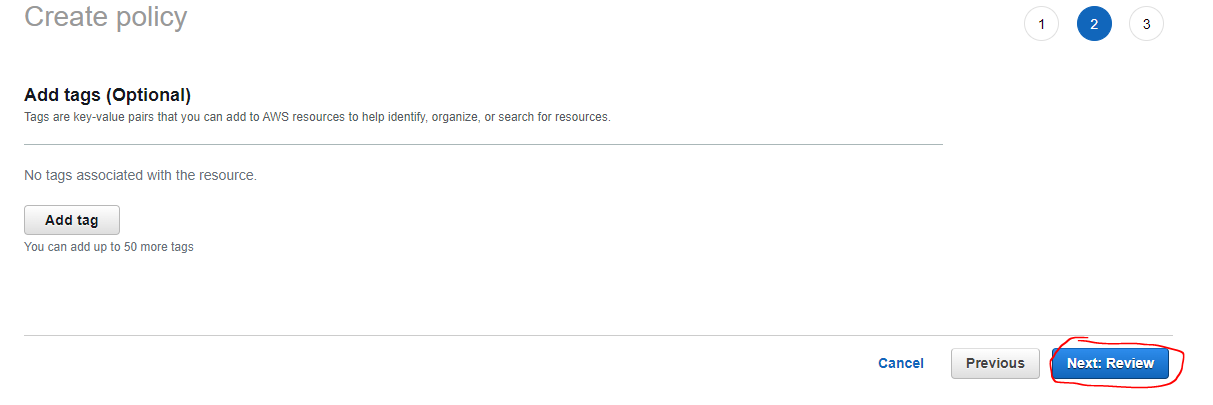 Create policy
1 2 3
Add tags (Optional)
Tags are key-value pairs that you can add to AWS resources to help identify, organize, or search for resources.
No tags associated with the resource.
Add tag
You can add up to 50 more tags
Cancel Previous Next: Review